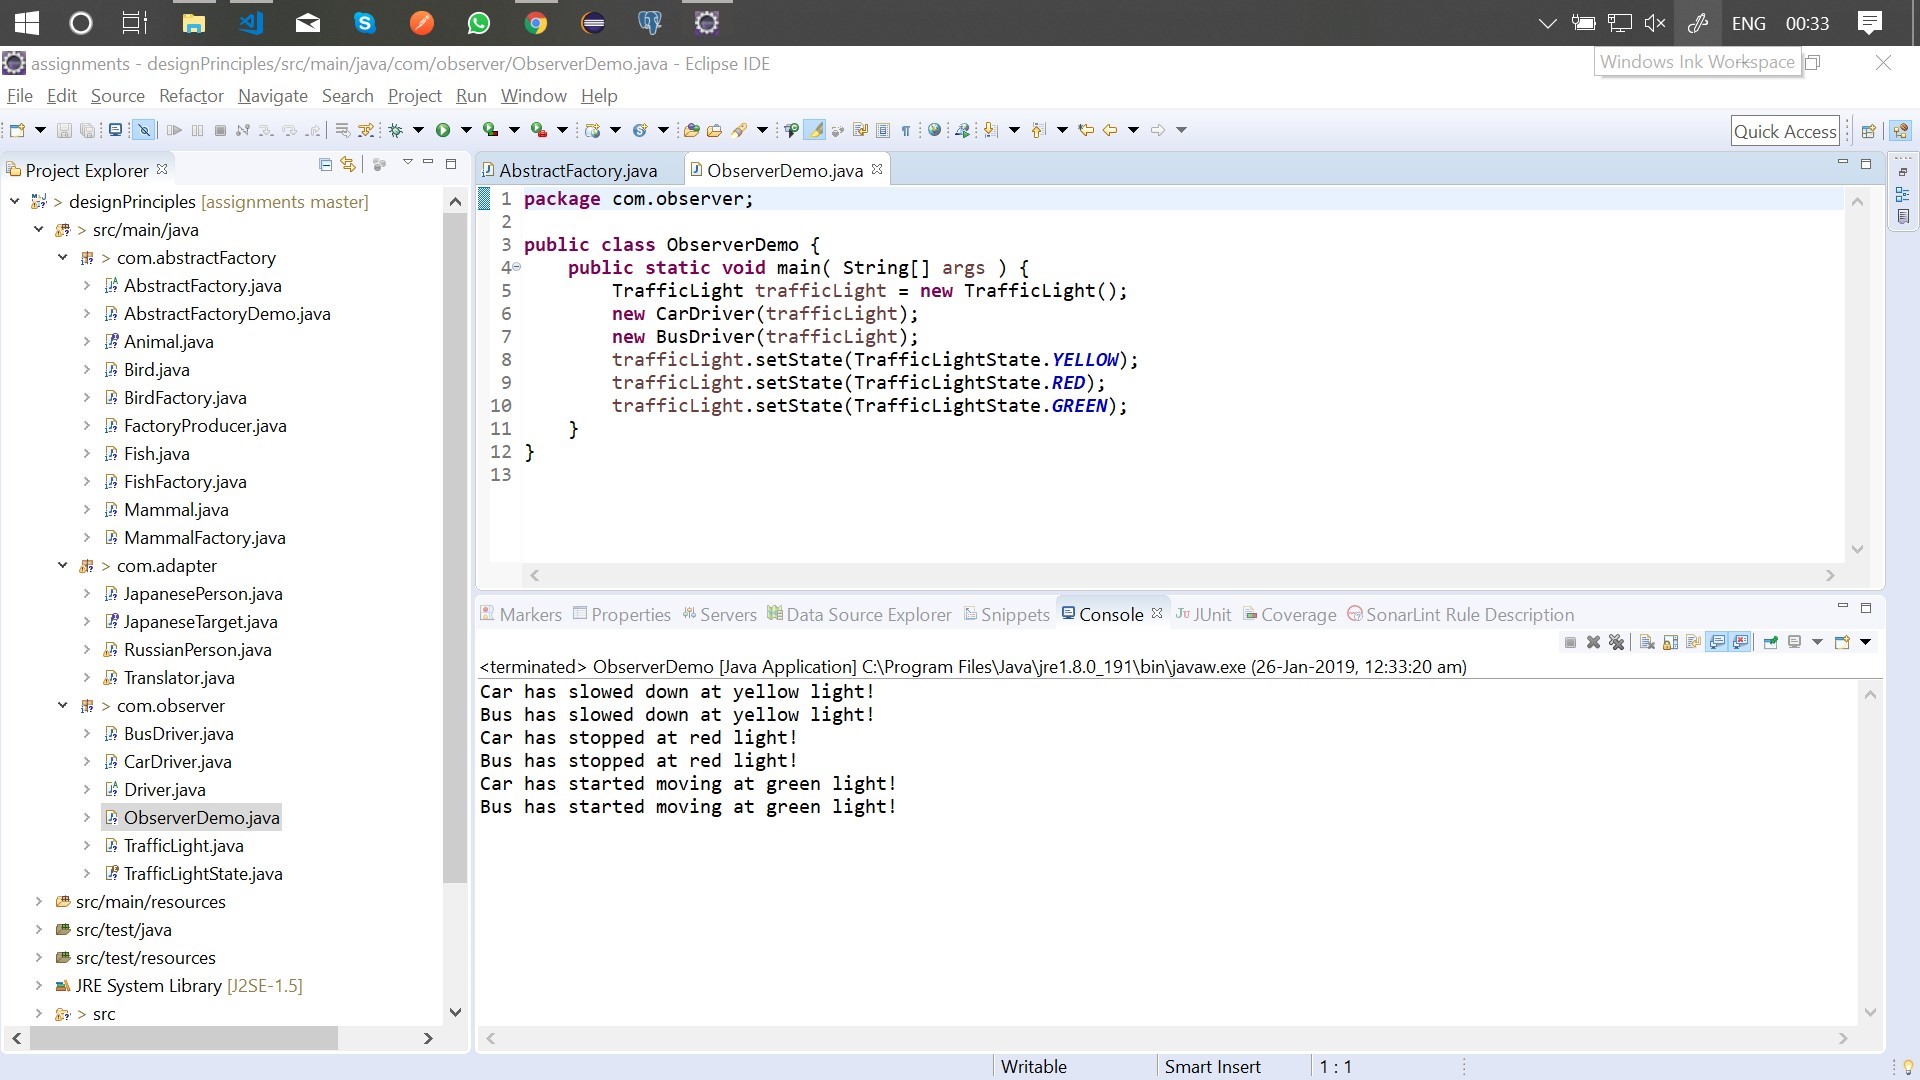 ENG 00:33
assignments - designPrinciples/src/main/java/com/observer/ObserverDemo.java - Eclipse IDE
Windows Ink Workspace
File Edit Source Refactor Navigate Search Project Run Window Help
Quick Access
Project Explorer
> designPrinciples [assignments master]
> src/main/java
> com.abstractFactory
AbstractFactory.java
AbstractFactoryDemo.java
Animal.java
Bird.java
BirdFactory.java
FactoryProducer.java
Fish.java
FishFactory.java
Mammal.java
MammalFactory.java
> com.adapter
JapanesePerson.java
JapaneseTarget.java
RussianPerson.java
Translator.java
> com.observer
BusDriver.java
CarDriver.java
Driver.java
ObserverDemo.java
TrafficLight.java
TrafficLightState.java
src/main/resources
src/test/java
src/test/resources
JRE System Library [J2SE-1.5]
> src
AbstractFactory.java ObserverDemo.java
1 package com.observer;
2
3 public class ObserverDemo {
4 public static void main( String[] args ) {
5 TrafficLight trafficLight = new TrafficLight();
6 new CarDriver(trafficLight);
7 new BusDriver(trafficLight);
8 trafficLight.setState(TrafficLightState.YELLOW);
9 trafficLight.setState(TrafficLightState.RED);
10 trafficLight.setState(TrafficLightState.GREEN);
11 }
12 }
13
Markers Properties Servers Data Source Explorer Snippets Console JUnit Coverage SonarLint Rule Description
<terminated> ObserverDemo [Java Application] C:\Program Files\Java\jre1.8.0_191\bin\javaw.exe (26-Jan-2019, 12:33:20 am)
Car has slowed down at yellow light!
Bus has slowed down at yellow light!
Car has stopped at red light!
Bus has stopped at red light!
Car has started moving at green light!
Bus has started moving at green light!
Writable Smart Insert 1 : 1